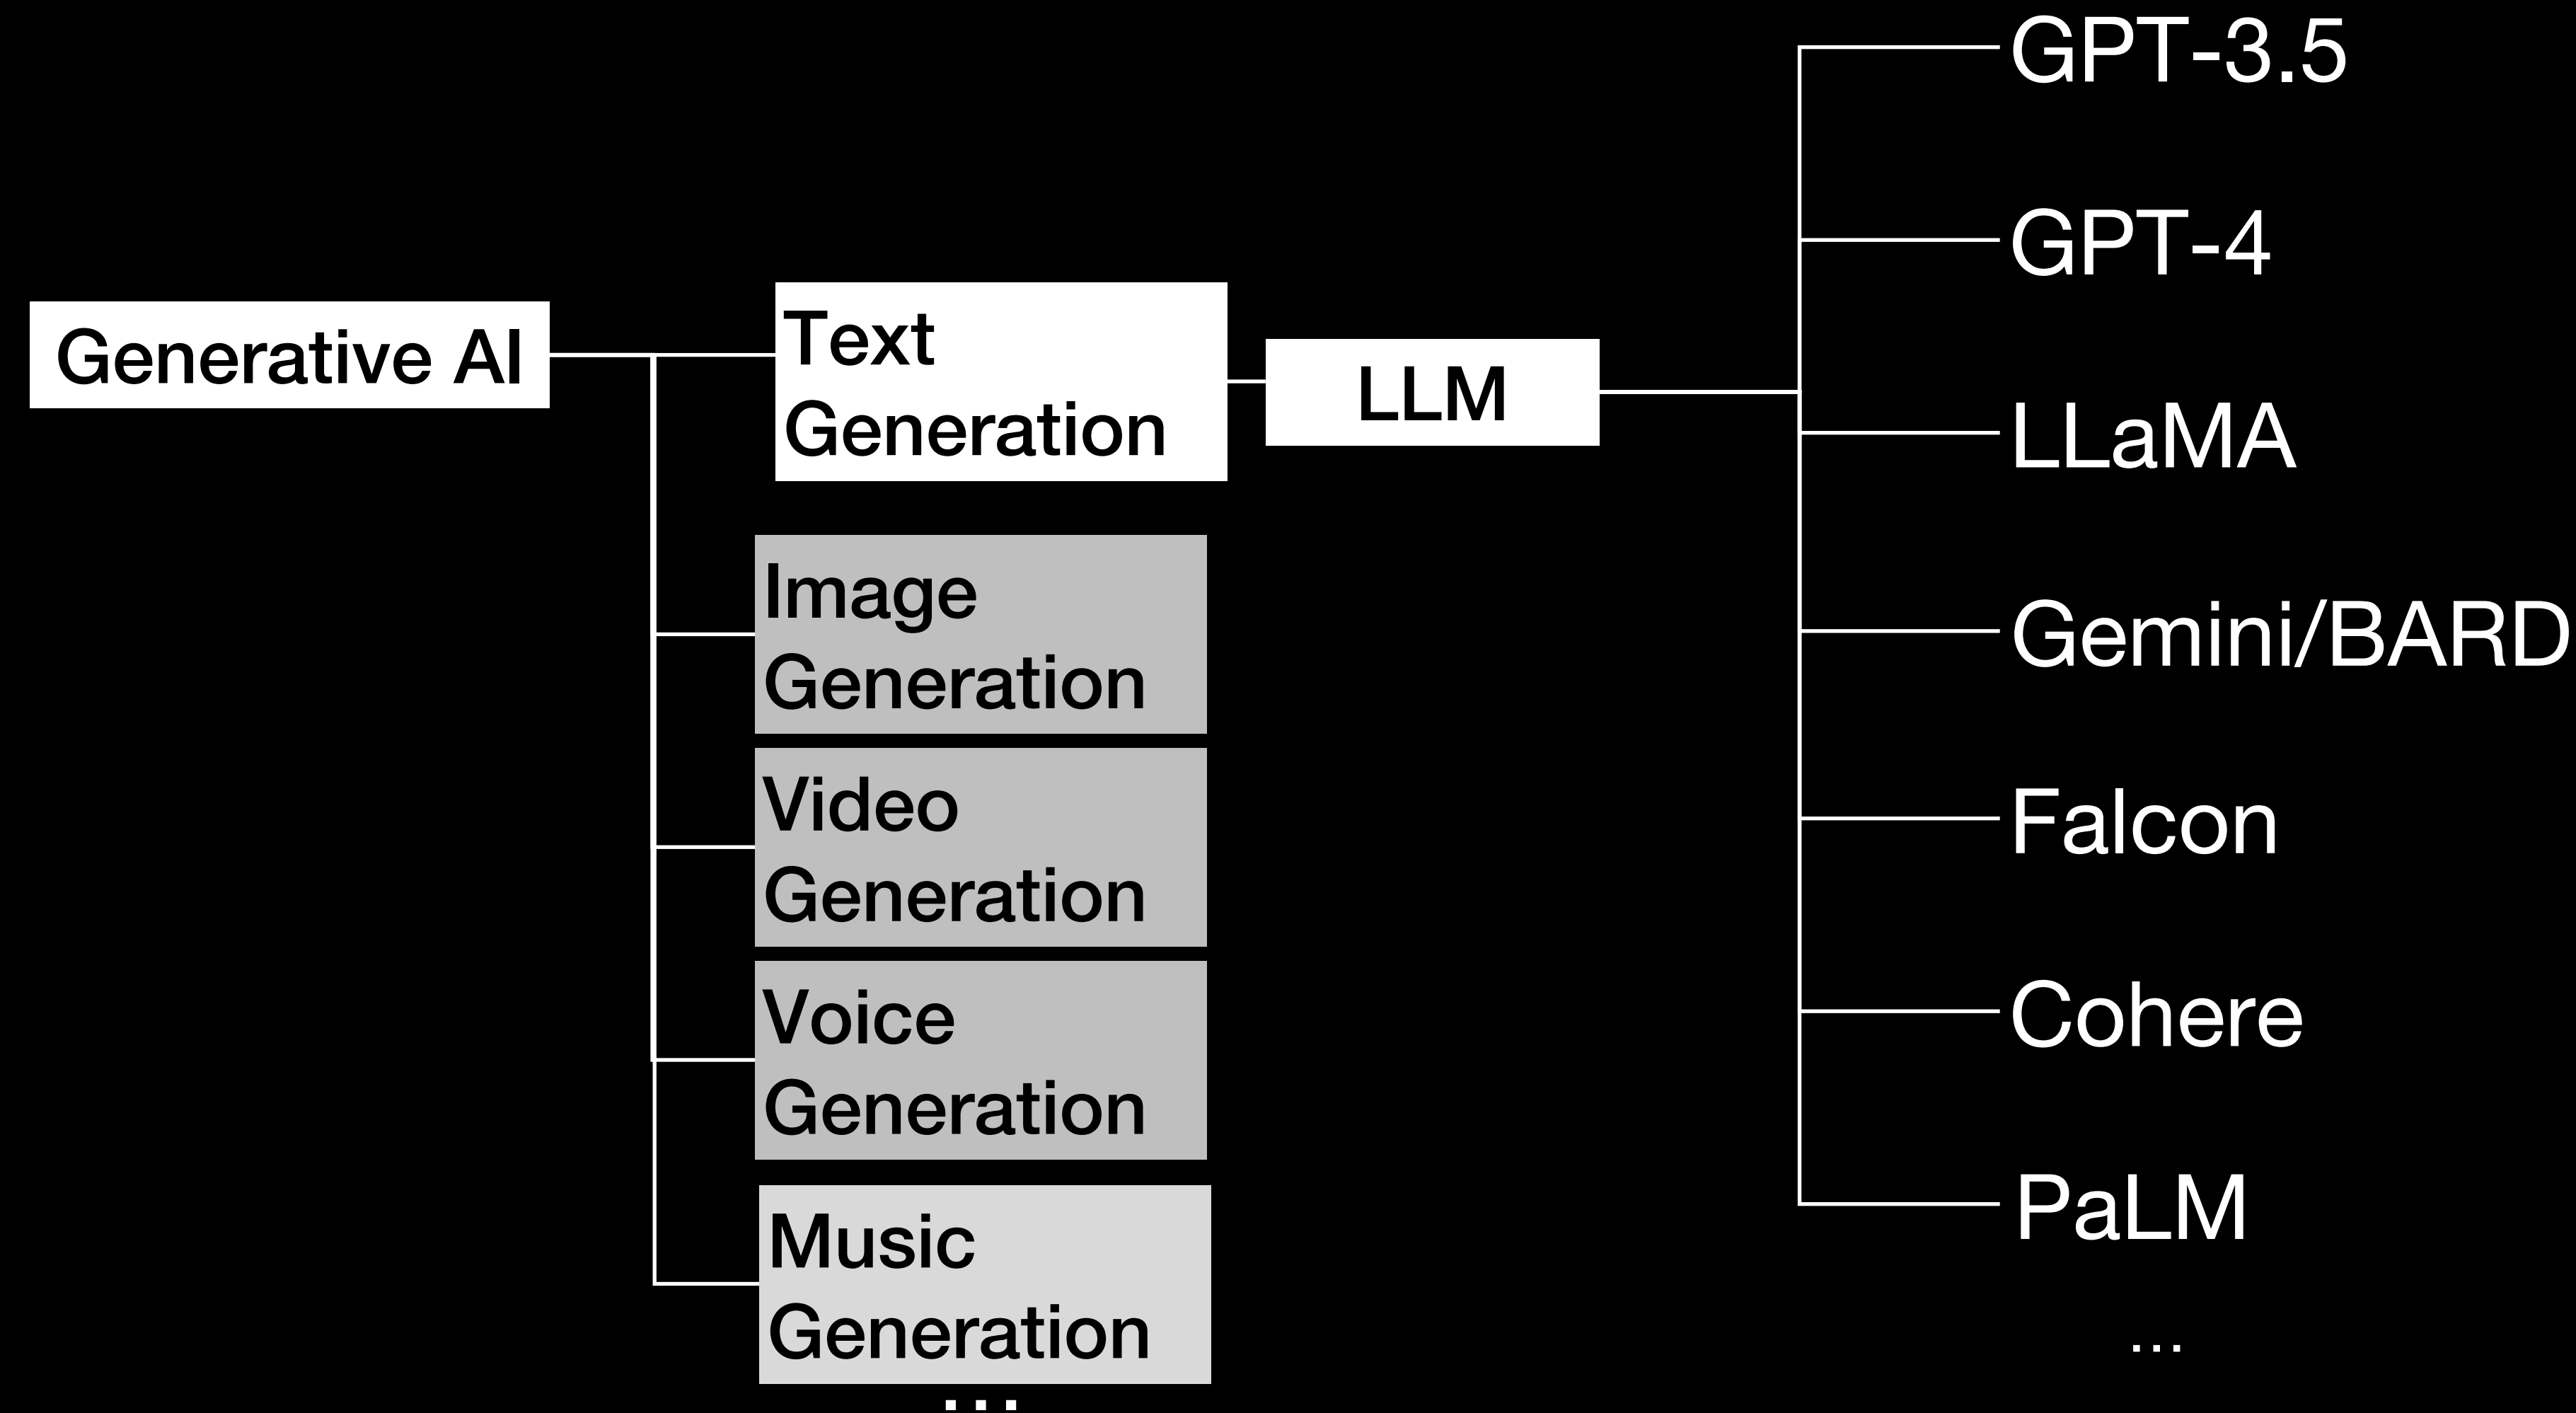 Generative AI
Text
Generation
Image
Generation
Video
Generation
Voice
Generation
Music
Generation
...
LLM
GPT-3.5
GPT-4
LLaMA
Gemini/BARD
Falcon
Cohere
PaLM
...